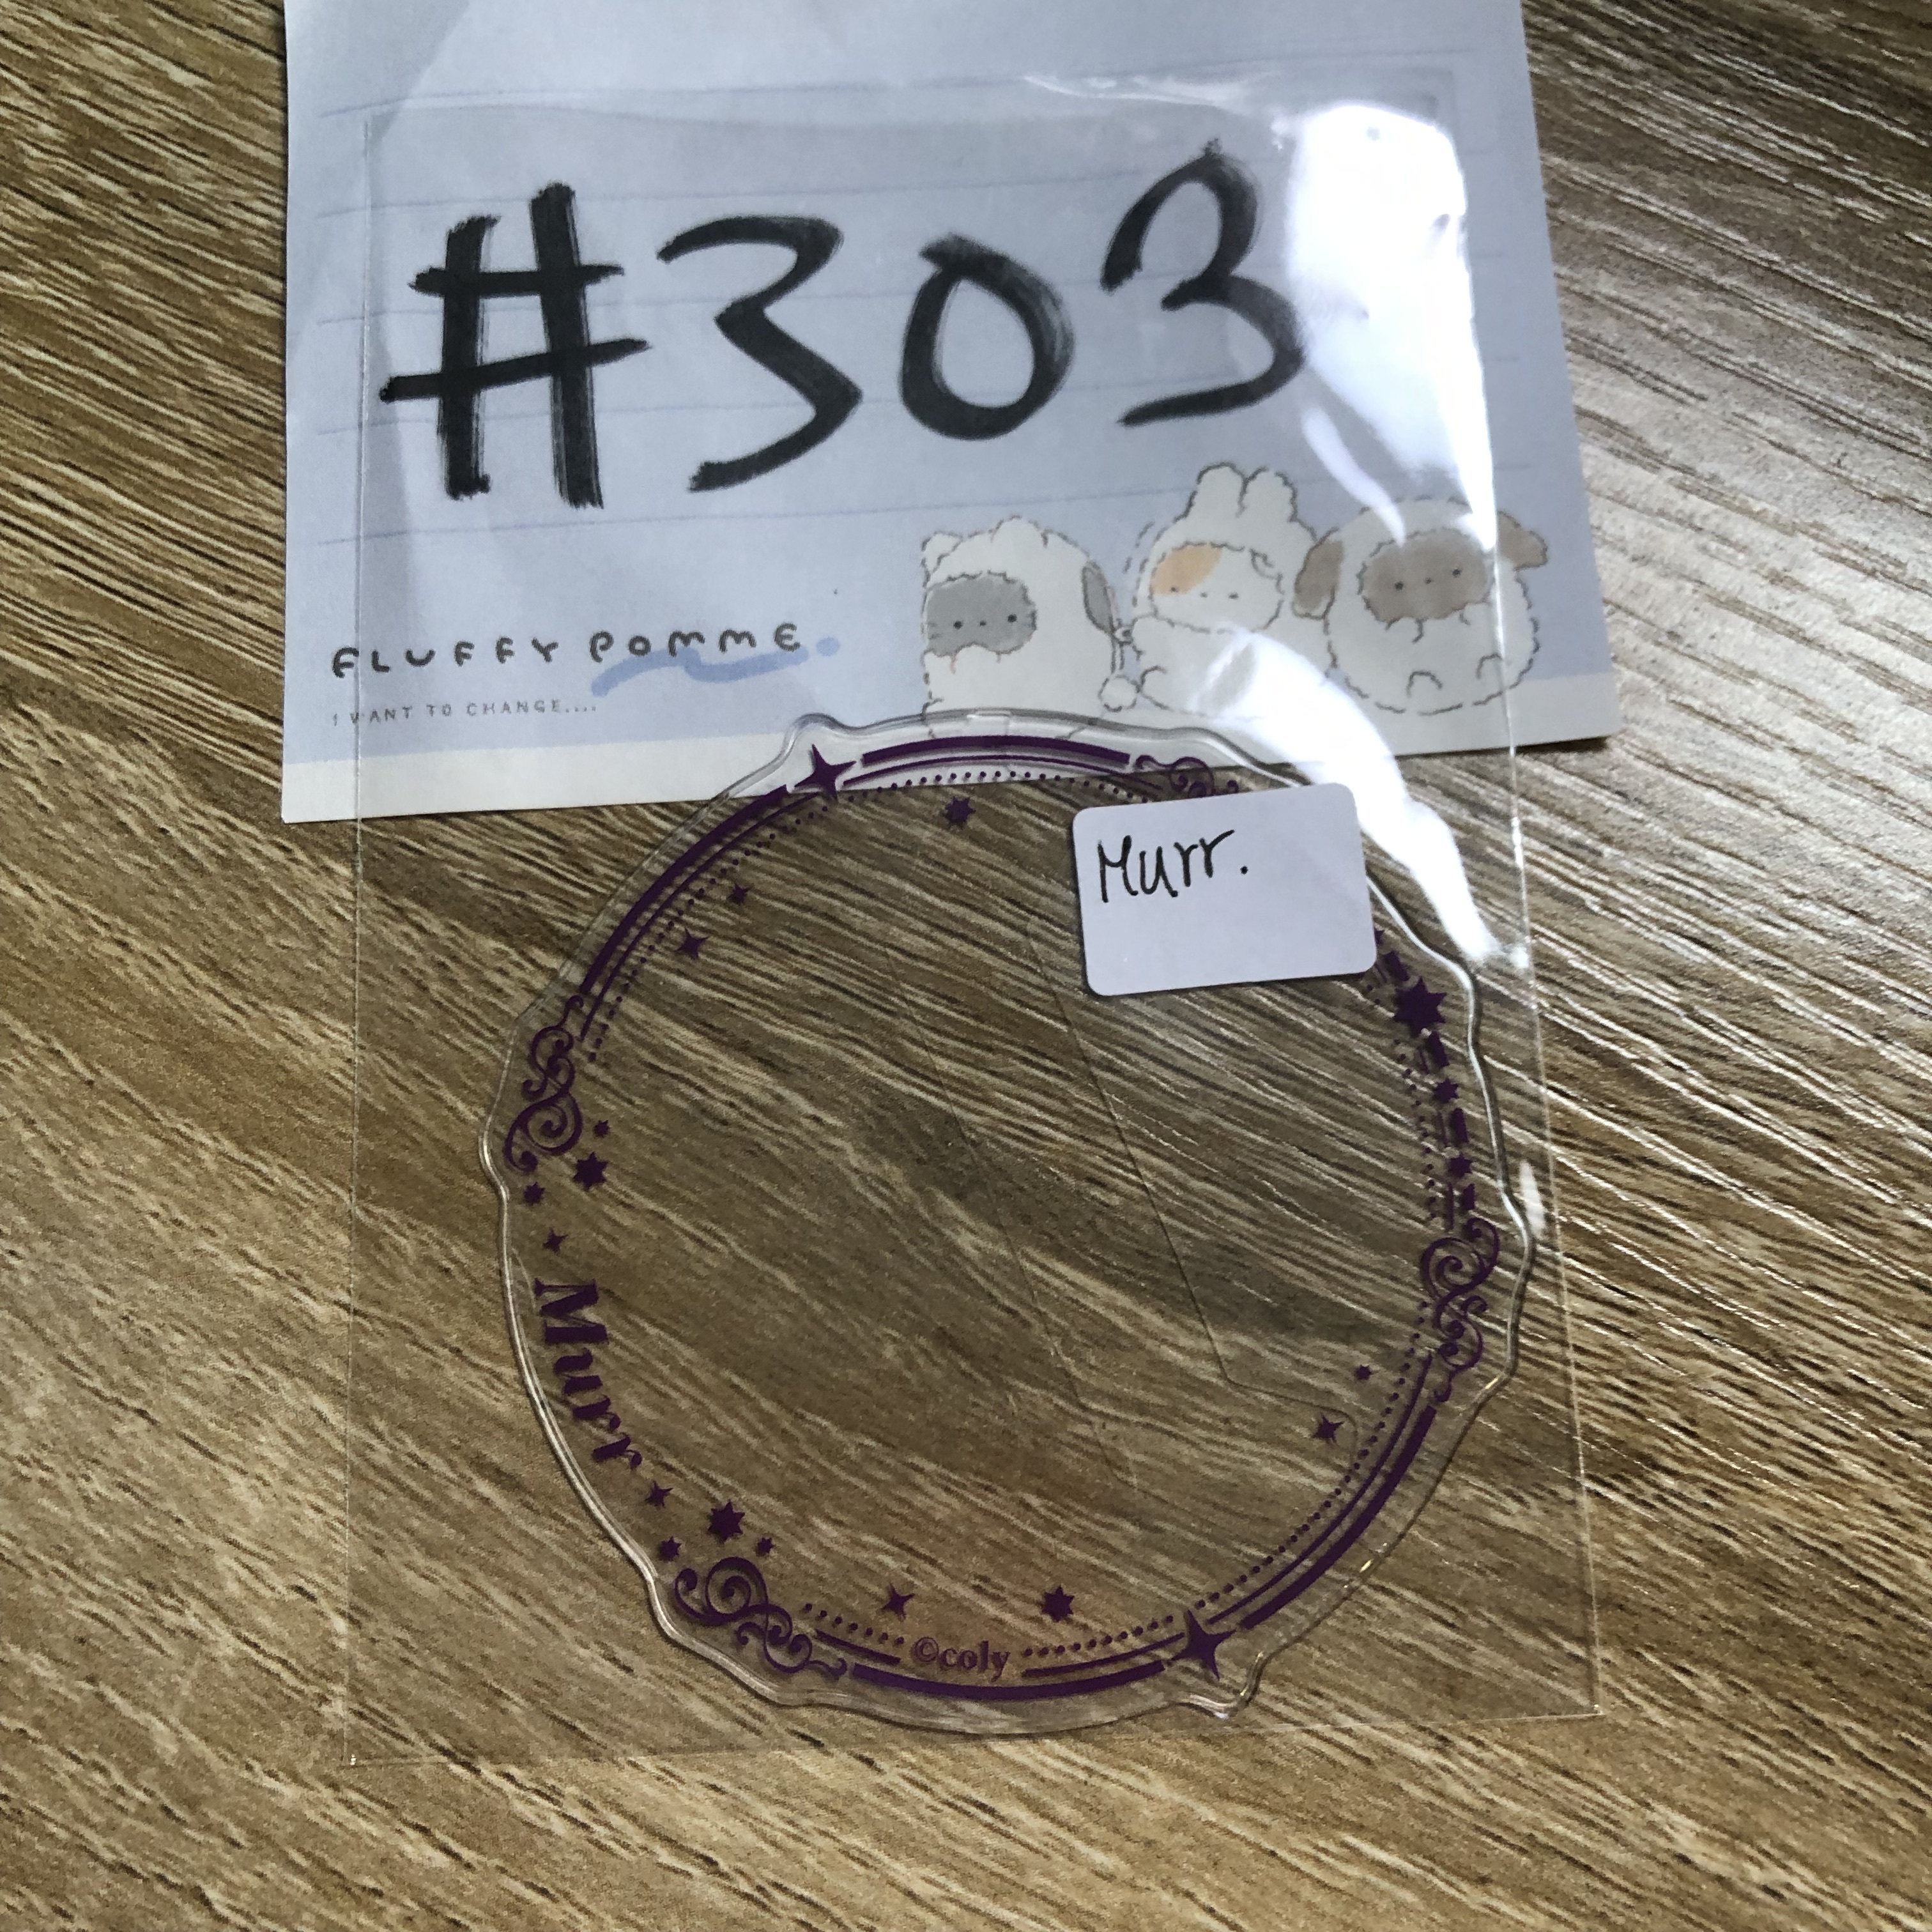 #303
FLUFFY POMME
I WANT TO CHANGE....
Murr.
Murr
©coly